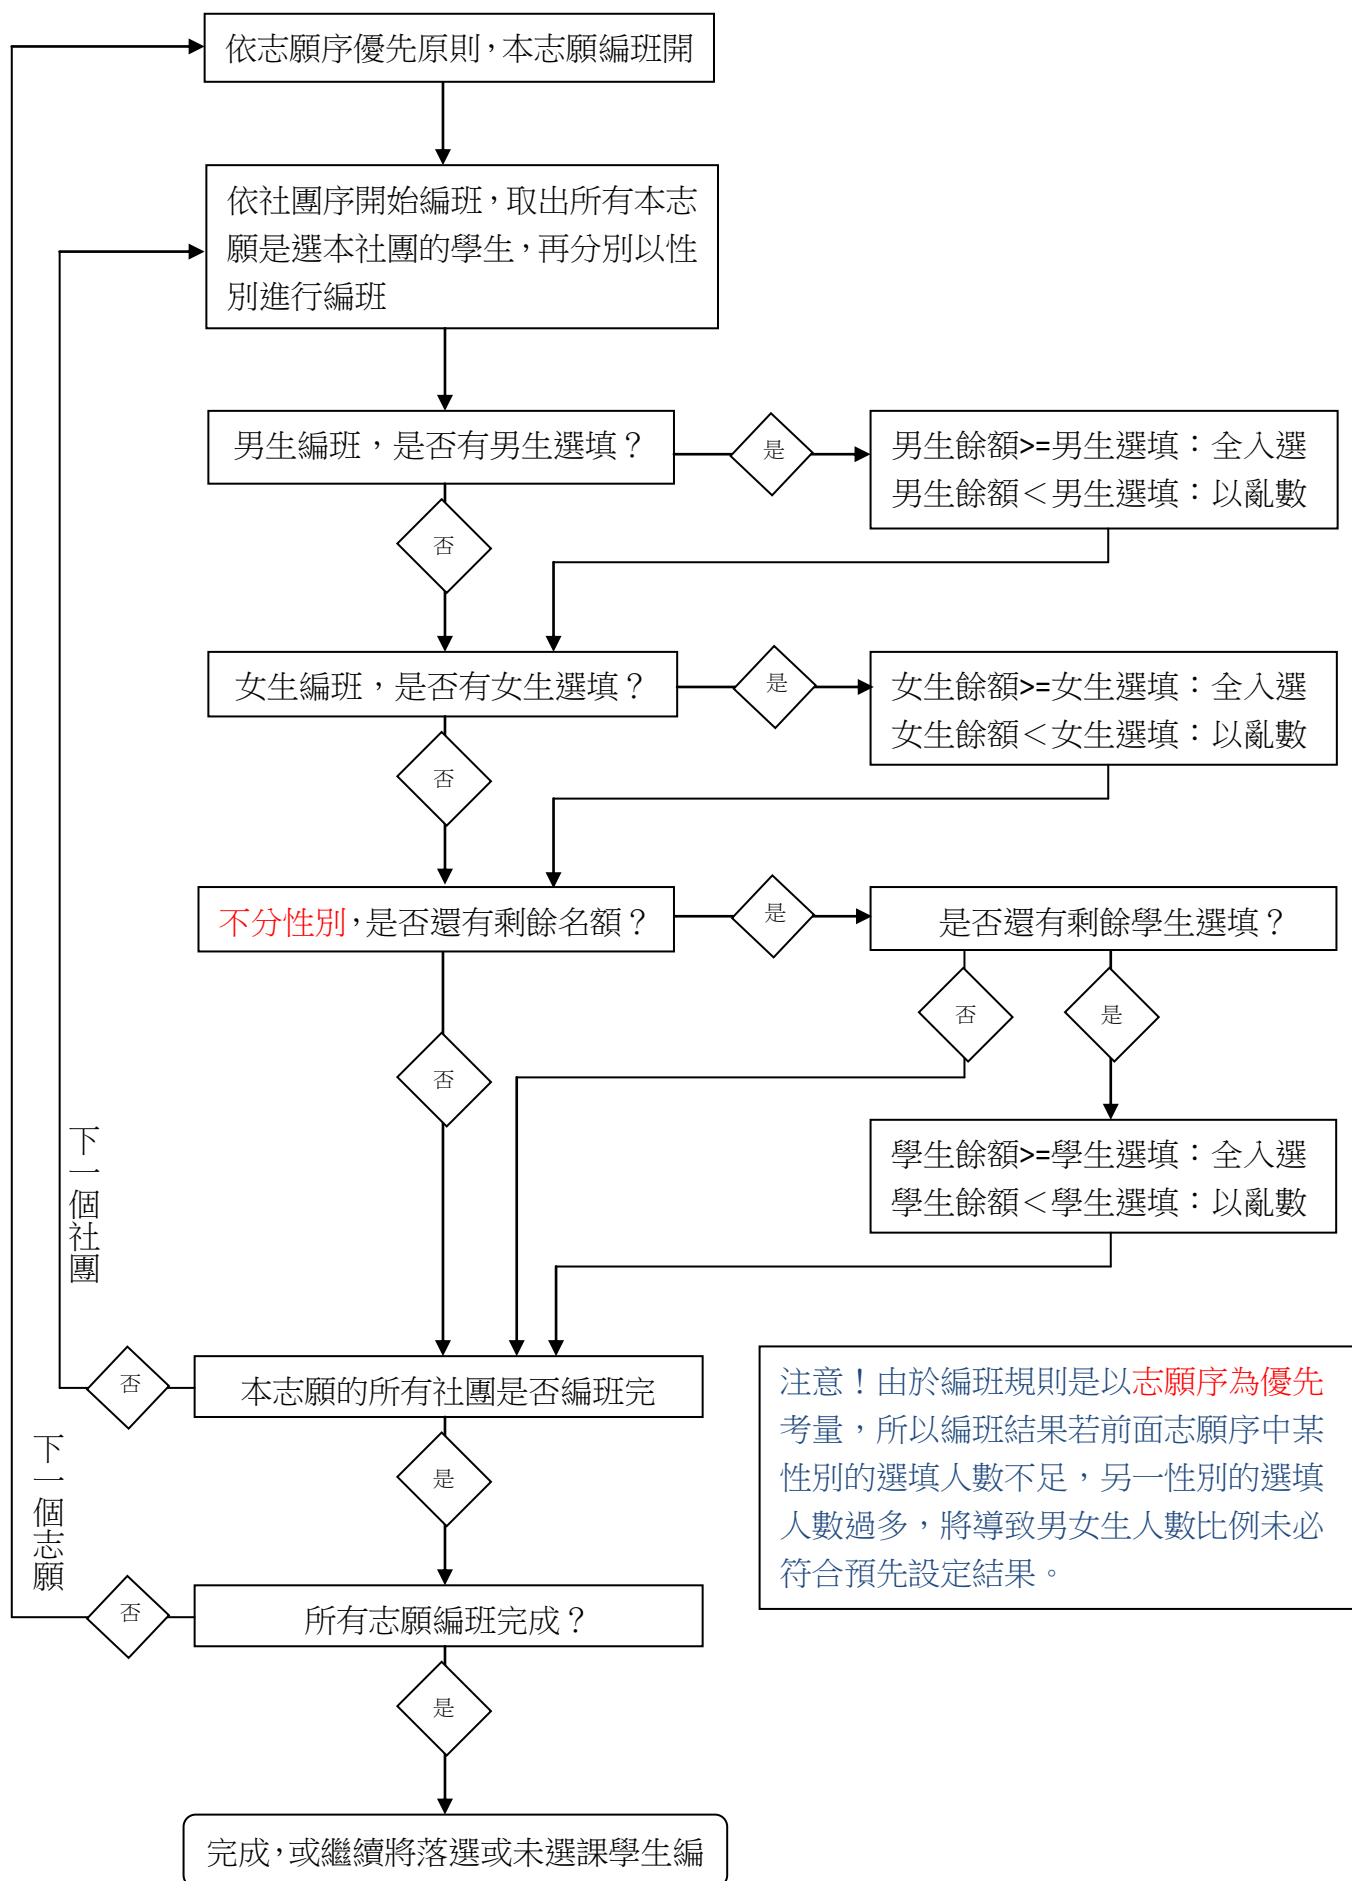 依志願序優先原則，本志願編班開
依社團序開始編班，取出所有本志
願是選本社團的學生，再分別以性
別進行編班
男生編班，是否有男生選填？
是
男生餘額>=男生選填：全入選
男生餘額＜男生選填：以亂數
否
女生編班，是否有女生選填？
是
女生餘額>=女生選填：全入選
女生餘額＜女生選填：以亂數
否
不分性別，是否還有剩餘名額？
是
是否還有剩餘學生選填？
否
是
否
學生餘額>=學生選填：全入選
學生餘額＜學生選填：以亂數
下一個社團
本志願的所有社團是否編班完
否
是
下一個志願
注意！由於編班規則是以志願序為優先
考量，所以編班結果若前面志願序中某
性別的選填人數不足，另一性別的選填
人數過多，將導致男女生人數比例未必
符合預先設定結果。
所有志願編班完成？
否
是
完成，或繼續將落選或未選課學生編